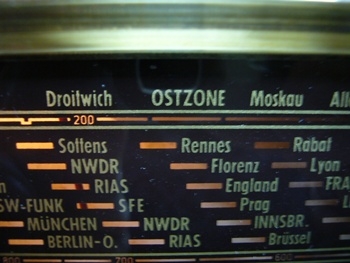 Droitwich OSTZONE Moskau
200
Sottens Rennes Rabat
NWDR Florenz Lyon
RIAS England
SW-FUNK SFE Prag
MÜNCHEN NWDR INNSBR.
BERLIN-O. RIAS Brüssel
700